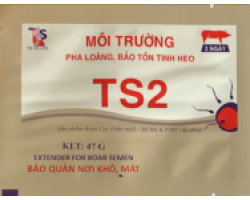 TS
MÔI TRƯỜNG
PHA LOÃNG, BẢO TỒN TINH HEO
2 NGÀY
TS2
KLT: 47 G
EXTENDER FOR BOAR SEMEN
BẢO QUẢN NƠI KHÔ, MÁT